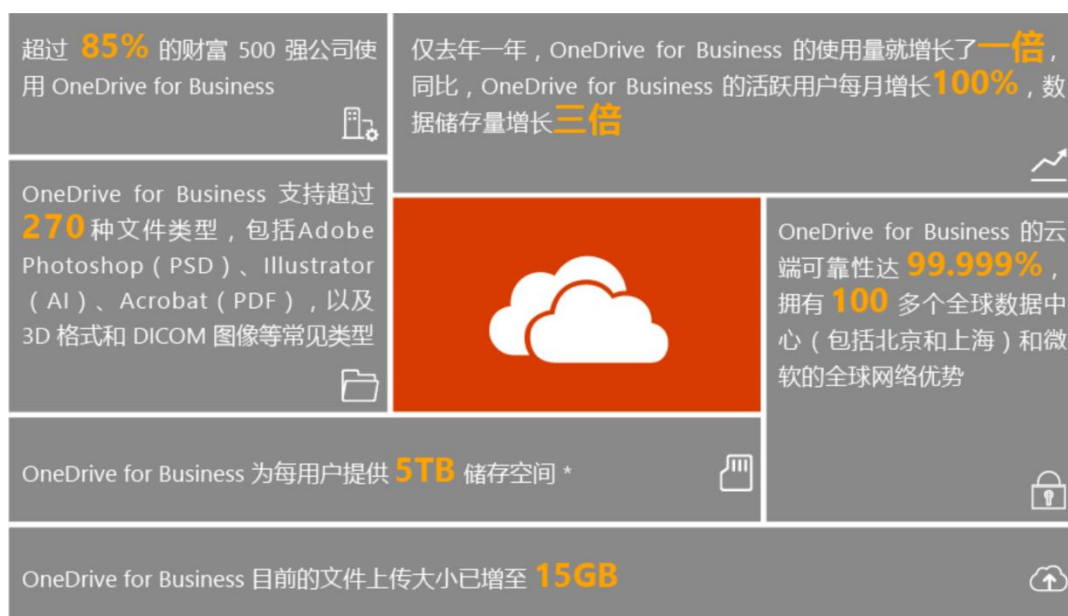 超过 85% 的财富 500 强公司使
用 OneDrive for Business
仅去年一年，OneDrive for Business 的使用量就增长了一倍，
同比，OneDrive for Business 的活跃用户每月增长100%，数
据储存量增长三倍
OneDrive for Business 支持超过
270种文件类型，包括Adobe
Photoshop（PSD）、Illustrator
（AI）、Acrobat（PDF），以及
3D 格式和 DICOM 图像等常见类型
OneDrive for Business 的云
端可靠性达 99.999%，
拥有 100 多个全球数据中
心（包括北京和上海）和微
软的全球网络优势
OneDrive for Business 为每用户提供 5TB 储存空间 *
OneDrive for Business 目前的文件上传大小已增至 15GB